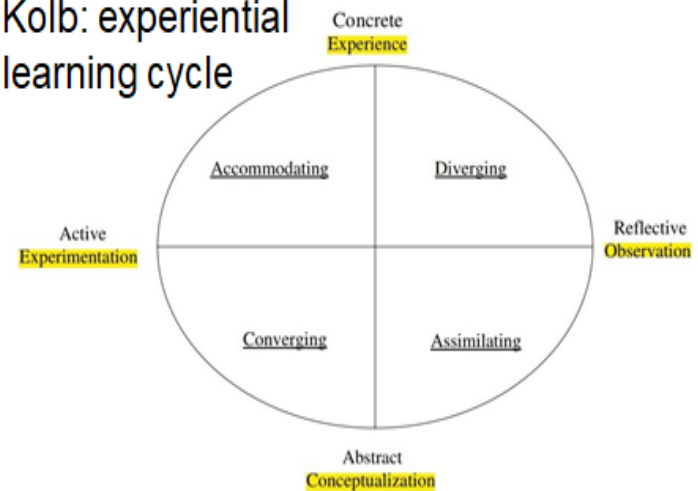 Kolb: experiential
learning cycle
Concrete
Experience
Accommodating
Diverging
Active
Experimentation
Reflective
Observation
Converging
Assimilating
Abstract
Conceptualization